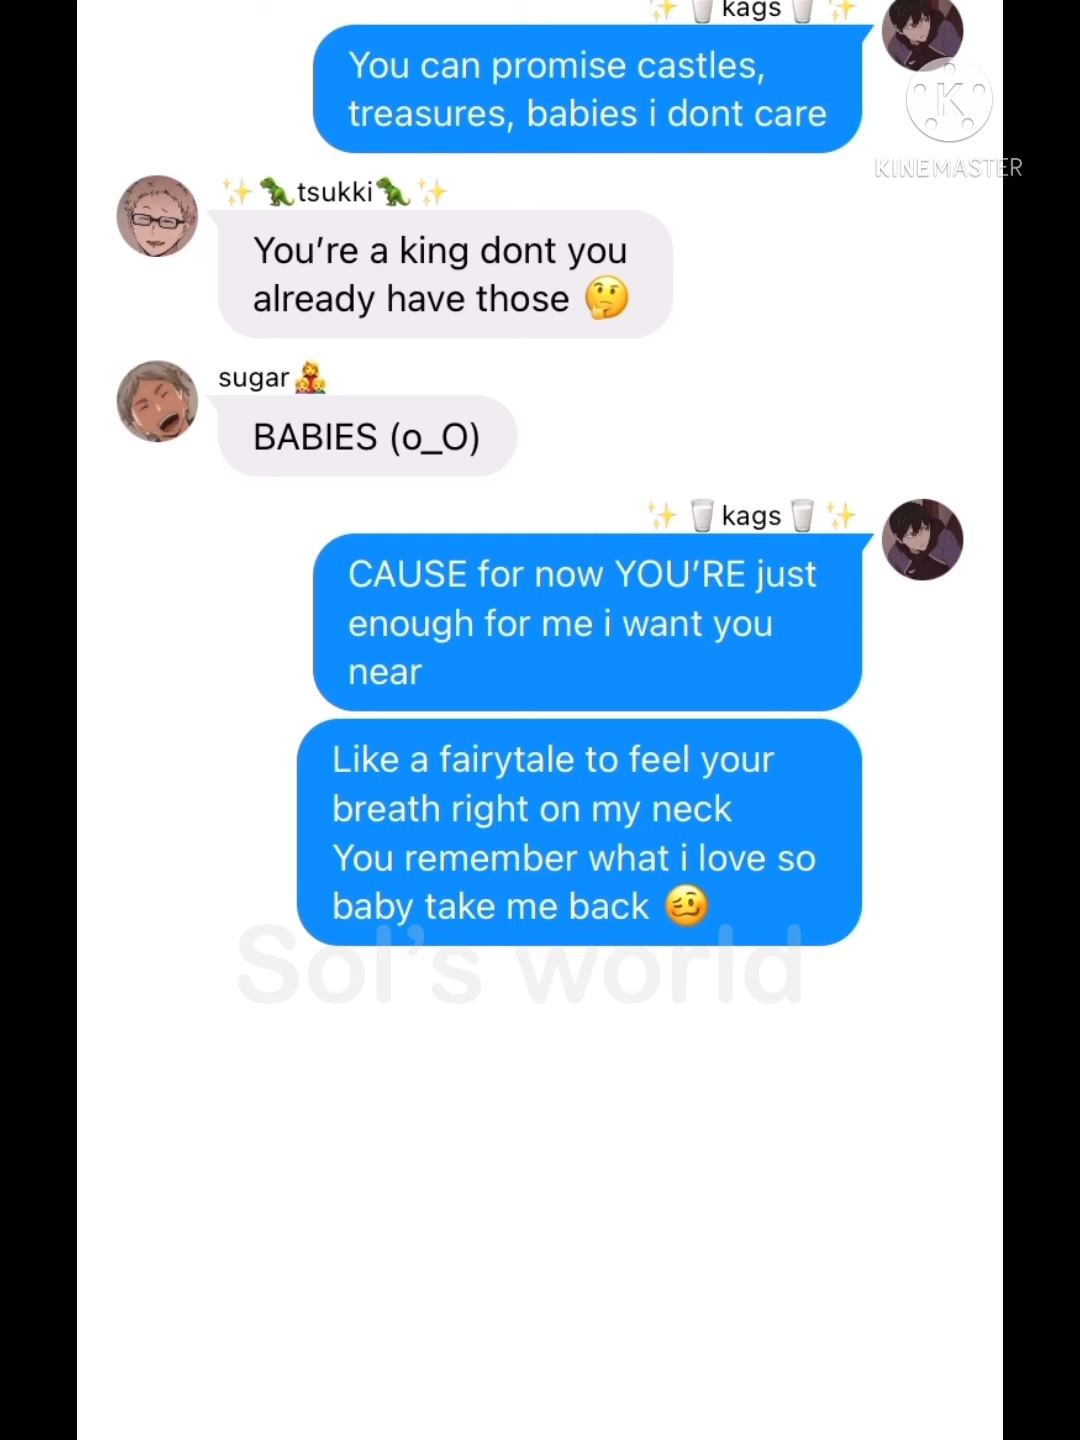 ✨🥛kags🥛✨
You can promise castles,
treasures, babies i dont care
K
KINEMASTER
✨🦖tsukki🦖✨
You’re a king dont you
already have those 🤔
sugar👩‍👧‍👦
BABIES (o_O)
✨🥛kags🥛✨
CAUSE for now YOU’RE just
enough for me i want you
near
Like a fairytale to feel your
breath right on my neck
You remember what i love so
baby take me back 🥴
Sol’s world